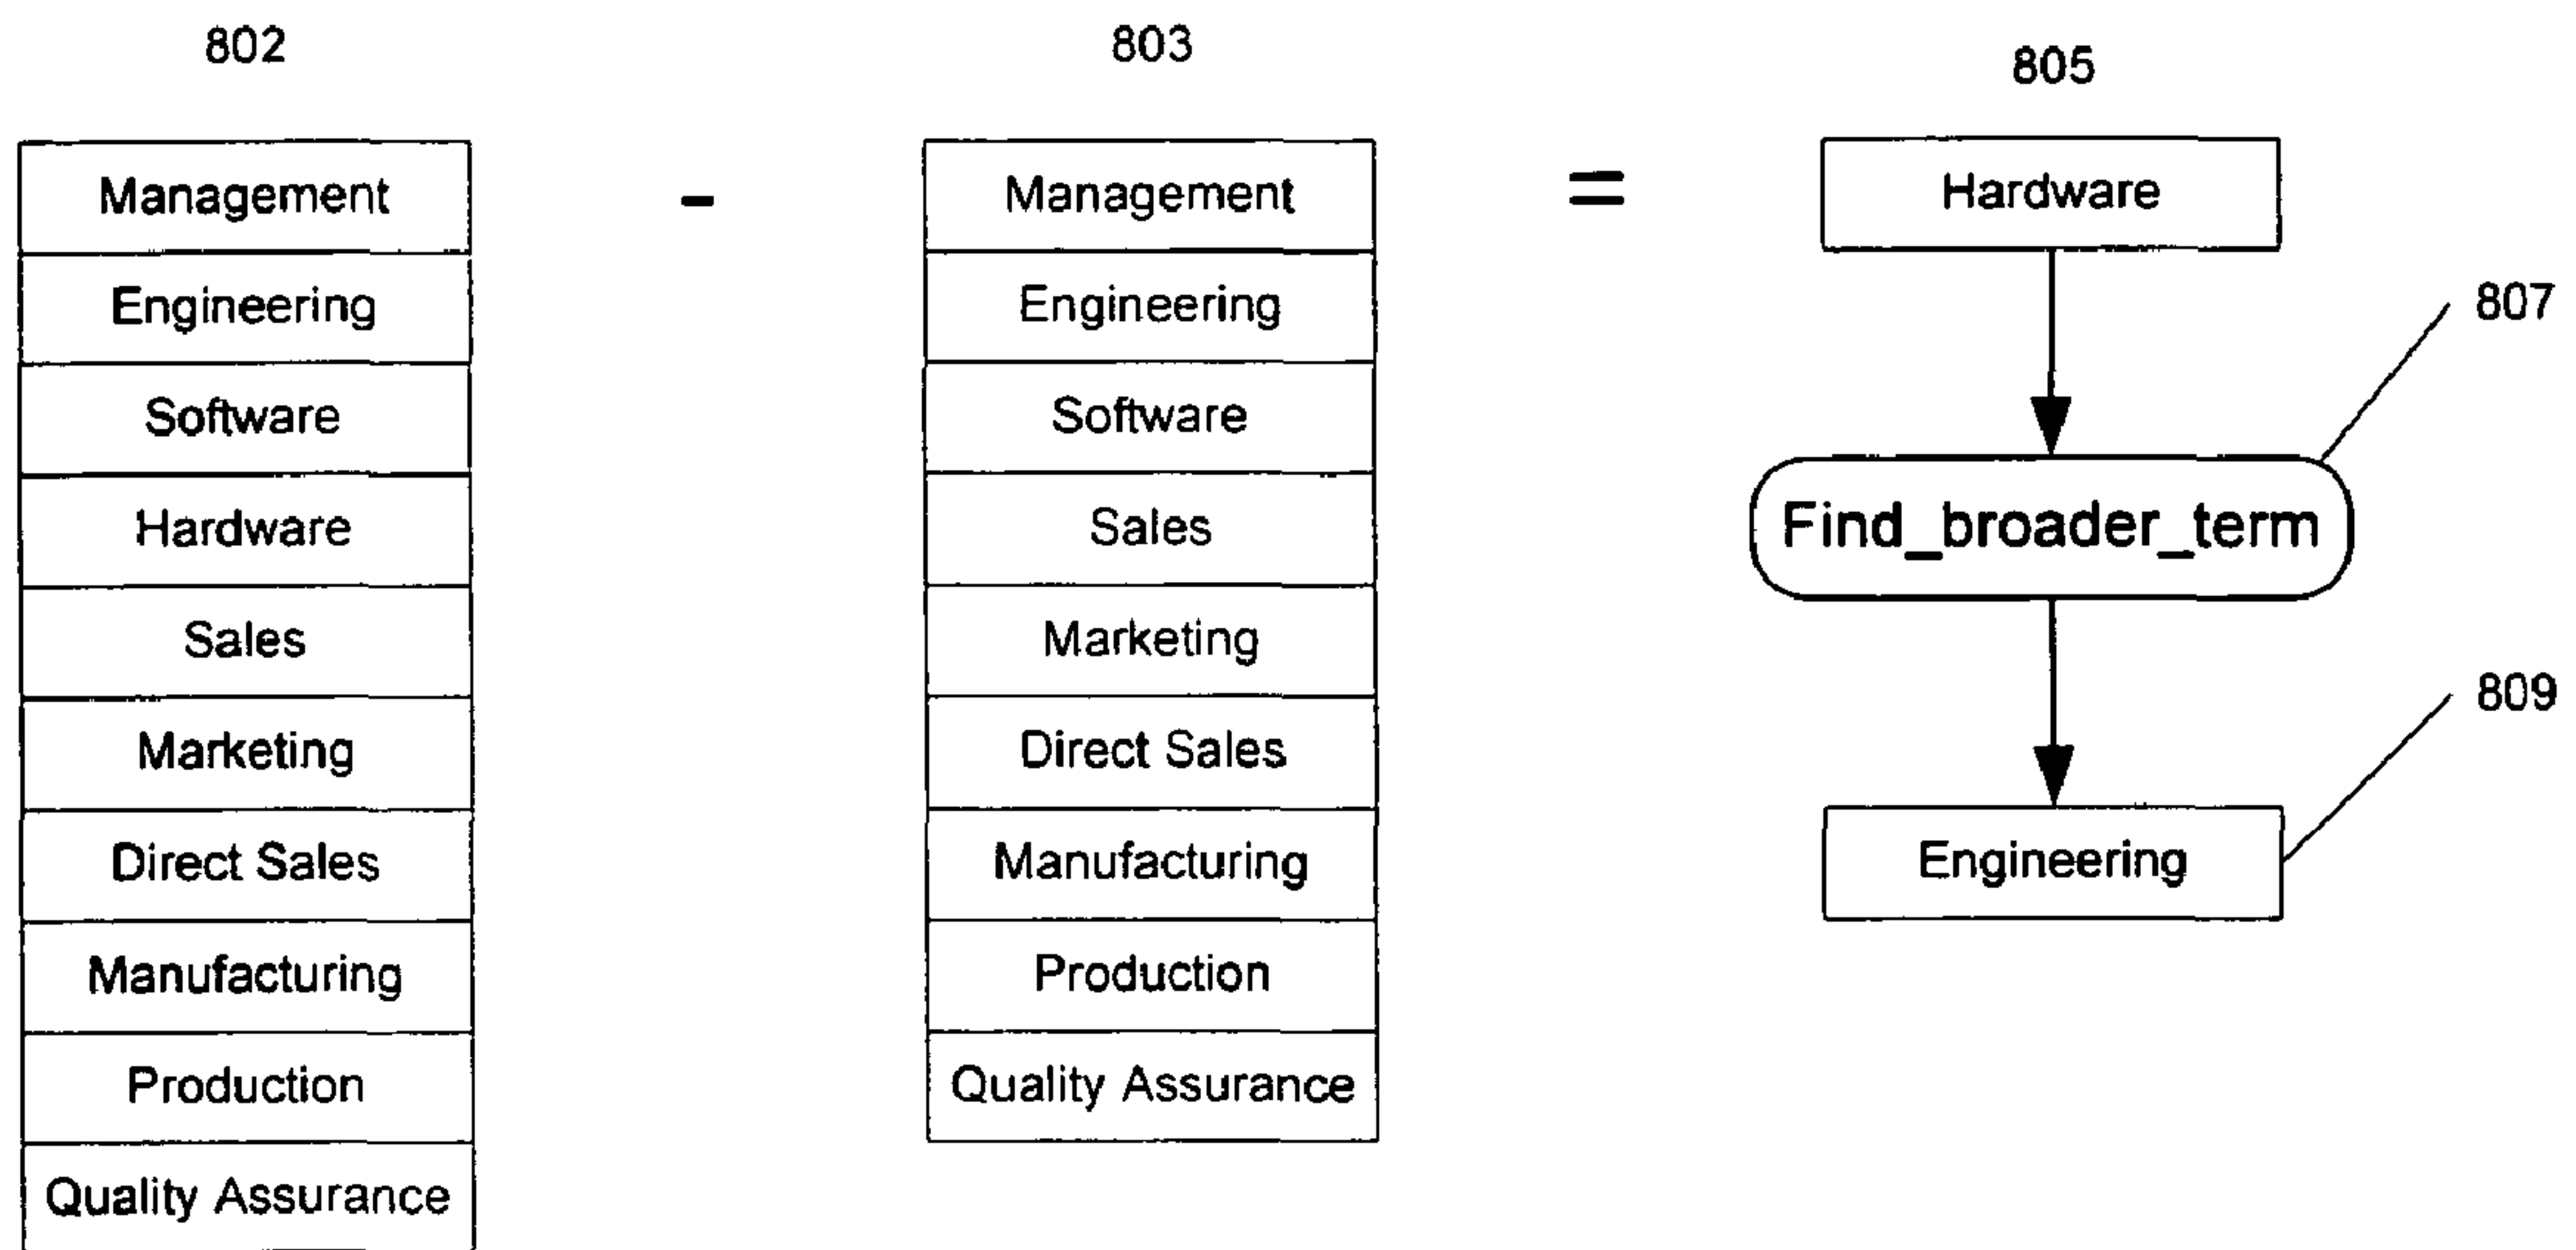 802
Management
Engineering
Software
Hardware
Sales
Marketing
Direct Sales
Manufacturing
Production
Quality Assurance
-
803
Management
Engineering
Software
Sales
Marketing
Direct Sales
Manufacturing
Production
Quality Assurance
=
805
Hardware
807
Find_broader_term
809
Engineering